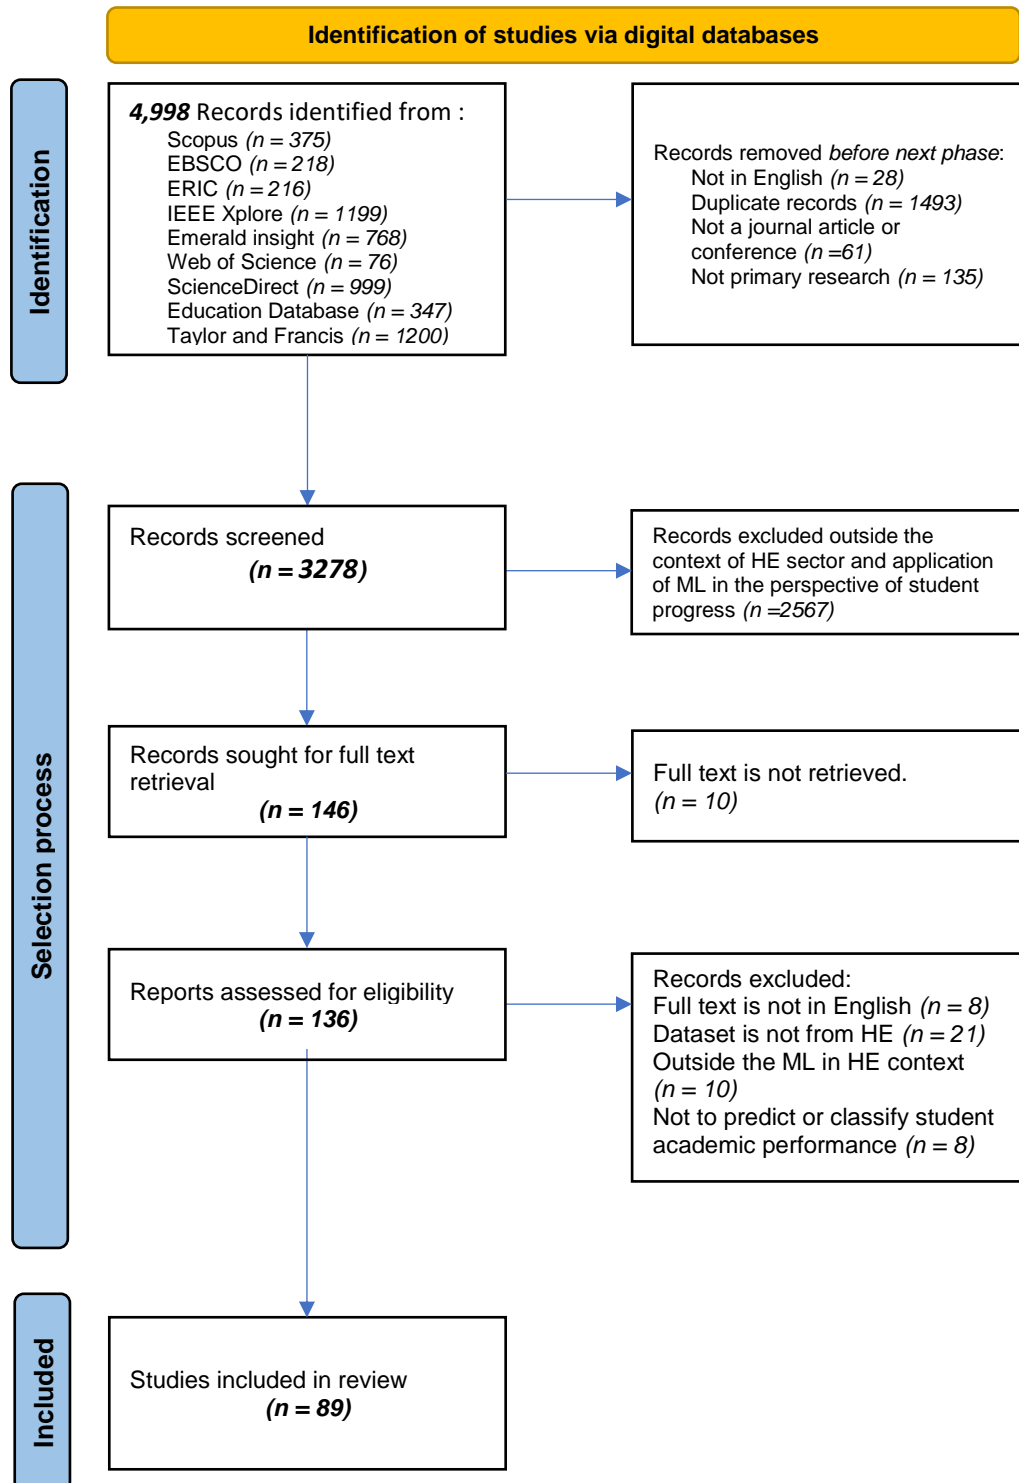 Identification of studies via digital databases
Identification
4,998 Records identified from :
Scopus (n = 375)
EBSCO (n = 218)
ERIC (n = 216)
IEEE Xplore (n = 1199)
Emerald insight (n = 768)
Web of Science (n = 76)
ScienceDirect (n = 999)
Education Database (n = 347)
Taylor and Francis (n = 1200)
Records removed before next phase:
Not in English (n = 28)
Duplicate records (n = 1493)
Not a journal article or
conference (n =61)
Not primary research (n = 135)
Selection process
Records screened
(n = 3278)
Records excluded outside the
context of HE sector and application
of ML in the perspective of student
progress (n =2567)
Records sought for full text
retrieval
(n = 146)
Full text is not retrieved.
(n = 10)
Reports assessed for eligibility
(n = 136)
Records excluded:
Full text is not in English (n = 8)
Dataset is not from HE (n = 21)
Outside the ML in HE context
(n = 10)
Not to predict or classify student
academic performance (n = 8)
Included
Studies included in review
(n = 89)